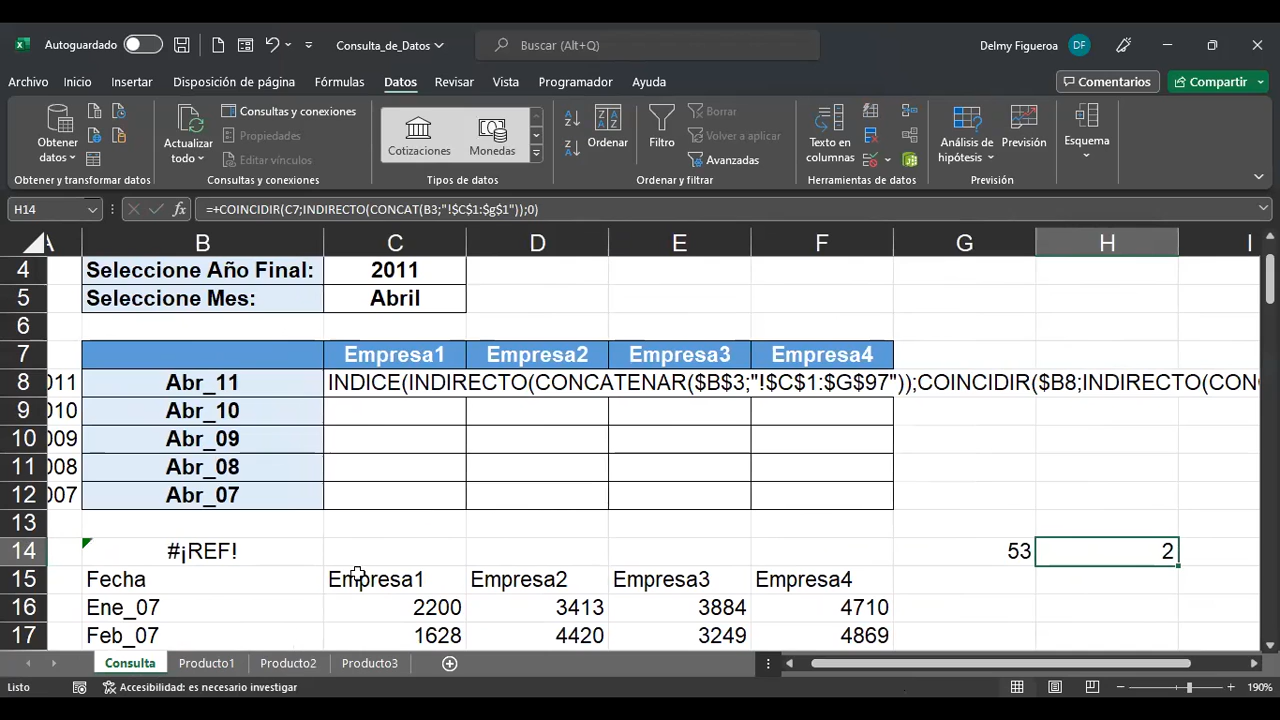 Autoguardado Consulta_de_Datos Buscar (Alt+Q) Delmy Figueroa DF
Archivo Inicio Insertar Disposición de página Fórmulas Datos Revisar Vista Programador Ayuda Comentarios Compartir
Obtener datos Actualizar todo Consultas y conexiones Propiedades Editar vínculos Cotizaciones Monedas Ordenar Filtro Borrar Volver a aplicar Avanzadas Texto en columnas Análisis de hipótesis Previsión Esquema
Obtener y transformar datos Consultas y conexiones Tipos de datos Ordenar y filtrar Herramientas de datos Previsión
H14 fx =+COINCIDIR(C7;INDIRECTO(CONCAT(B3;"!$C$1:$g$1"));0)
A B C D E F G H I
4 Seleccione Año Final: 2011
5 Seleccione Mes: Abril
6
7 Empresa1 Empresa2 Empresa3 Empresa4
8 011 Abr_11 INDICE(INDIRECTO(CONCATENAR($B$3;"!$C$1:$G$97"));COINCIDIR($B8;INDIRECTO(CON
9 010 Abr_10
10 009 Abr_09
11 008 Abr_08
12 007 Abr_07
13
14 #¡REF! 53 2
15 Fecha Empresa1 Empresa2 Empresa3 Empresa4
16 Ene_07 2200 3413 3884 4710
17 Feb_07 1628 4420 3249 4869
Consulta Producto1 Producto2 Producto3
Listo Accesibilidad: es necesario investigar 190%